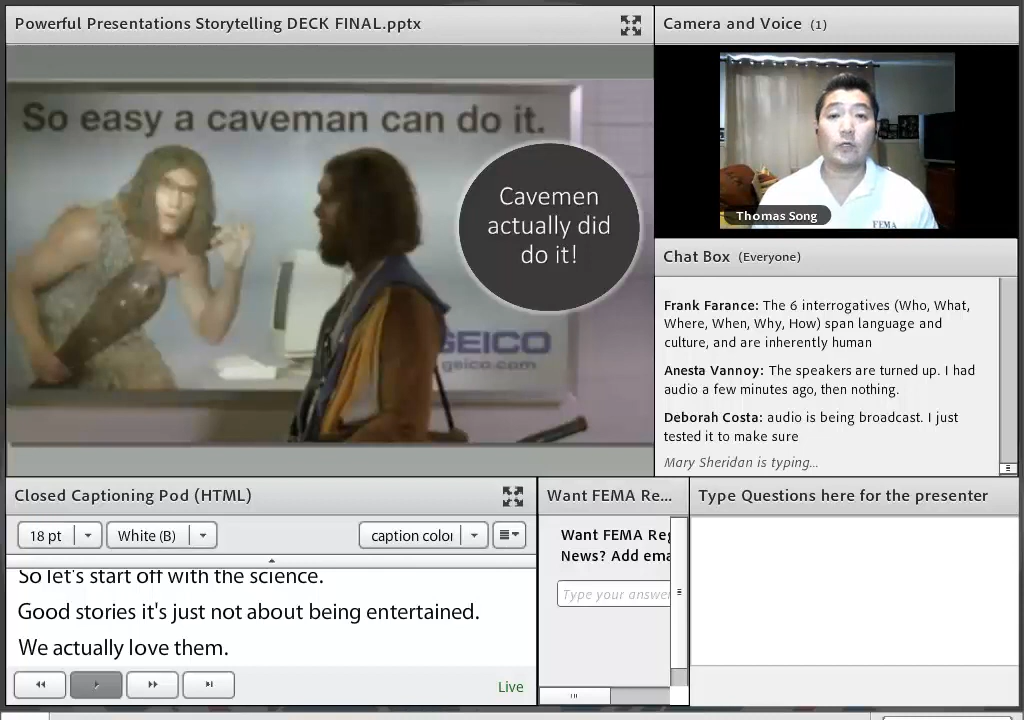 Powerful Presentations Storytelling DECK FINAL.pptx
So easy a caveman can do it.
Cavemen
actually did
do it!
GEICO
geico.com
Camera and Voice (1)
Thomas Song
FEMA
Chat Box (Everyone)
Frank Farance: The 6 interrogatives (Who, What,
Where, When, Why, How) span language and
culture, and are inherently human
Anesta Vannoy: The speakers are turned up. I had
audio a few minutes ago, then nothing.
Deborah Costa: audio is being broadcast. I just
tested it to make sure
Mary Sheridan is typing...
Closed Captioning Pod (HTML)
18 pt
White (B)
caption color
So let's start off with the science.
Good stories it's just not about being entertained.
We actually love them.
Live
Want FEMA Re...
Want FEMA Reg
News? Add ema
Type your answer
Type Questions here for the presenter